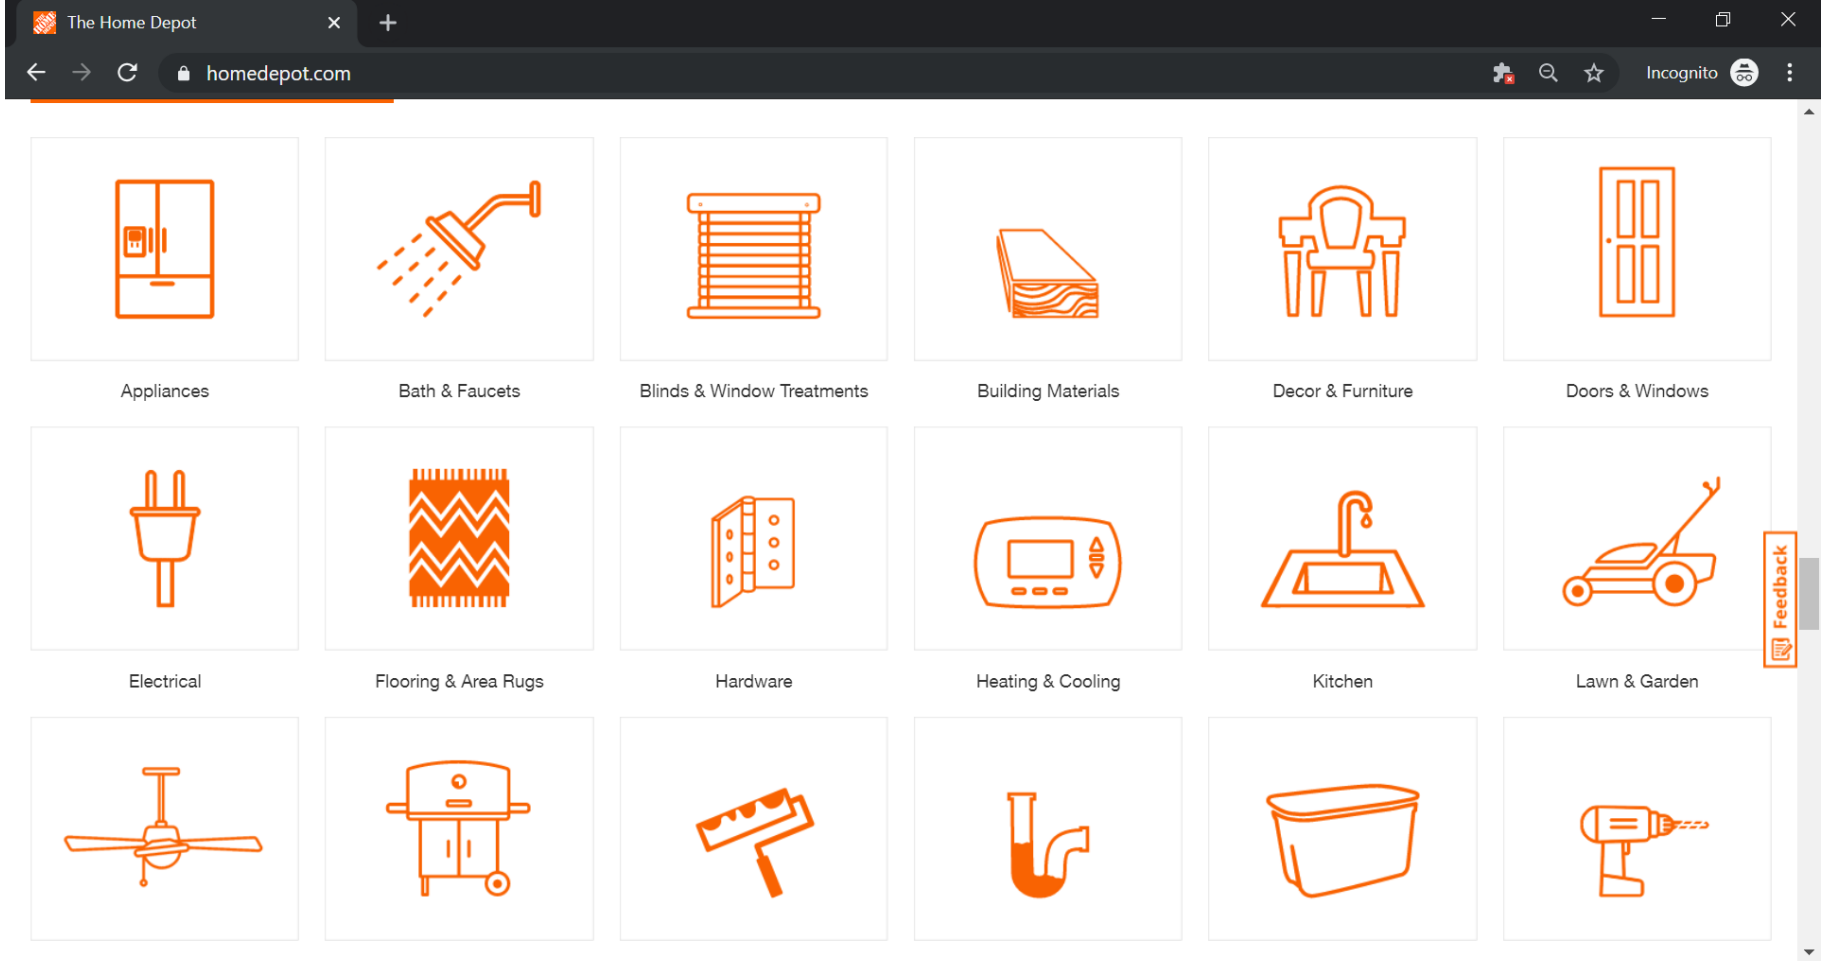 The Home Depot
homedepot.com
Incognito
Appliances
Bath & Faucets
Blinds & Window Treatments
Building Materials
Decor & Furniture
Doors & Windows
Electrical
Flooring & Area Rugs
Hardware
Heating & Cooling
Kitchen
Lawn & Garden
Feedback